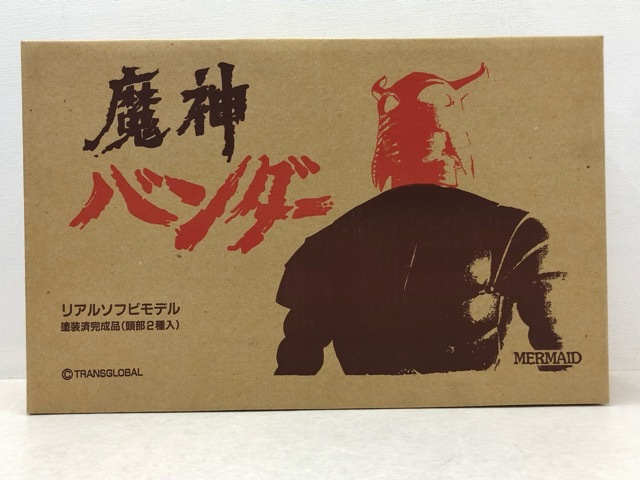 魔神
バンダー
リアルソフビモデル
塗装済完成品(頭部2種入)
©TRANSGLOBAL
MERMAID